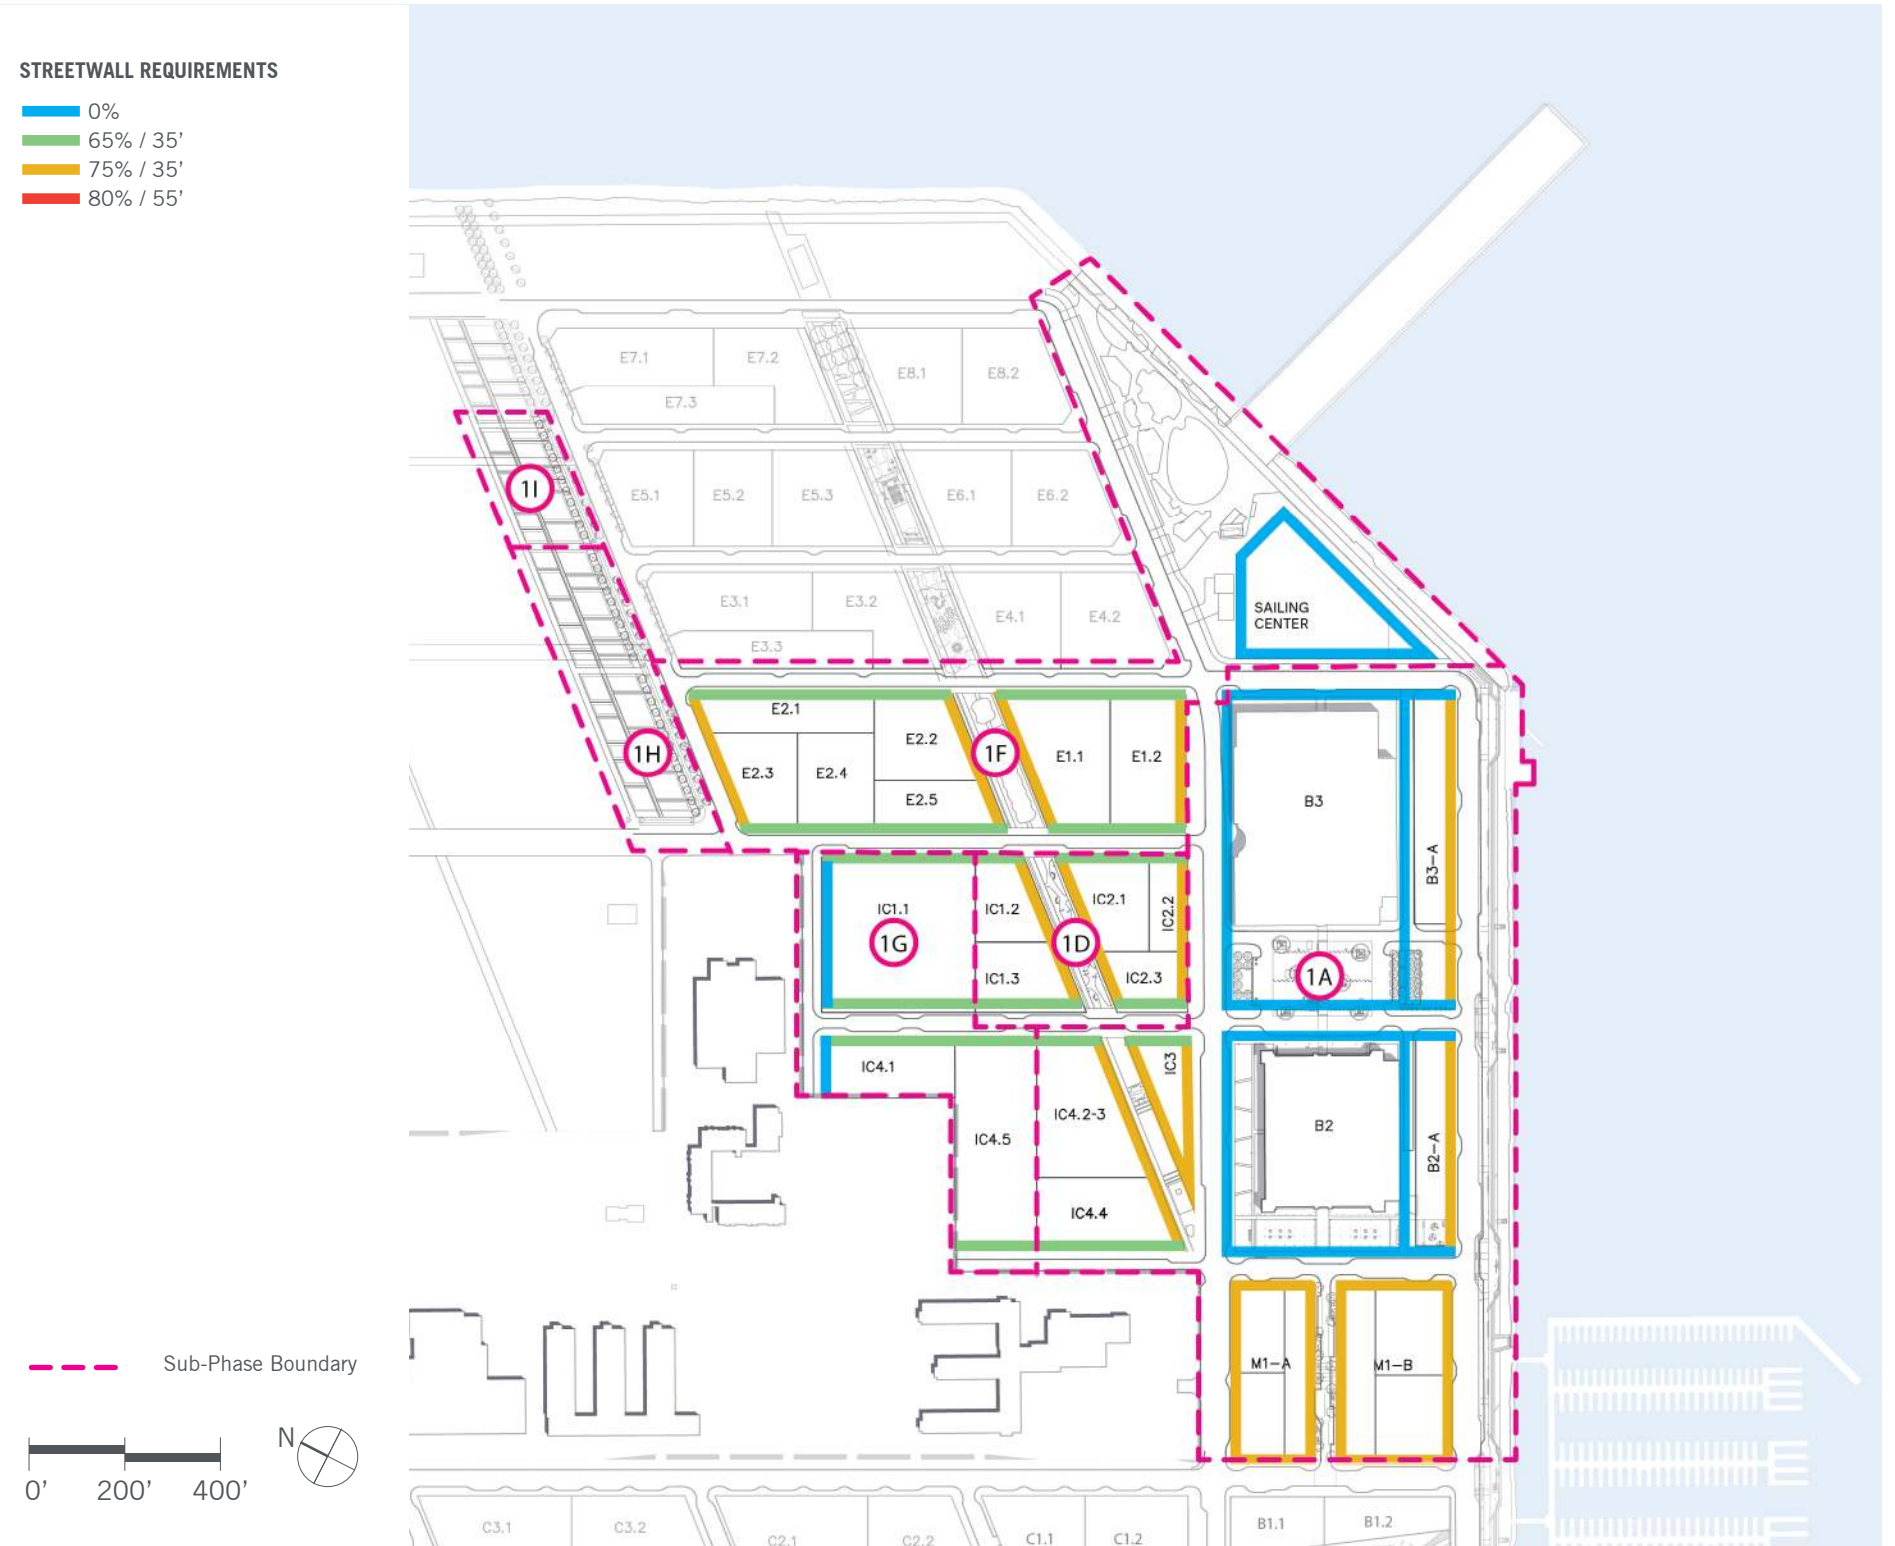 STREETWALL REQUIREMENTS
0%
65% / 35'
75% / 35'
80% / 55'
E7.1
E7.2
E7.3
E8.1
E8.2
1I
E5.1
E5.2
E5.3
E6.1
E6.2
E3.1
E3.2
E3.3
E4.1
E4.2
SAILING
CENTER
1H
E2.1
E2.2
E2.3
E2.4
E2.5
1F
E1.1
E1.2
B3
B3-A
IC1.1
1G
IC1.2
IC1.3
1D
IC2.1
IC2.2
IC2.3
1A
IC4.1
IC4.5
IC4.2-3
IC4.4
IC3
B2
B2-A
M1-A
M1-B
Sub-Phase Boundary
N
0'
200'
400'
C3.1
C3.2
C2.1
C2.2
C1.1
C1.2
B1.1
B1.2